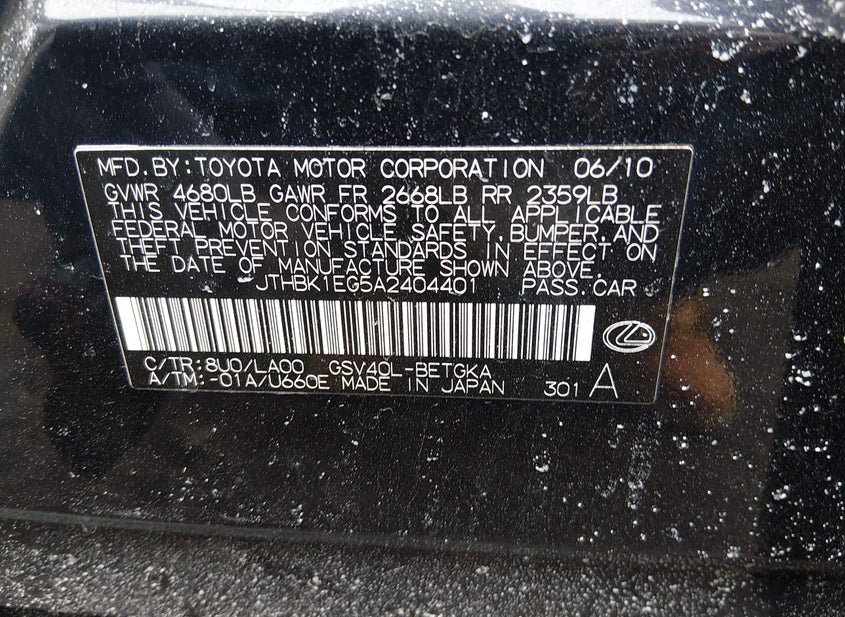 MFD.BY:TOYOTA MOTOR CORPORATION 06/10
GVWR 4680LB GAWR FR 2668LB RR 2359LB
THIS VEHICLE CONFORMS TO ALL APPLICABLE
FEDERAL MOTOR VEHICLE SAFETY, BUMPER, AND
THEFT PREVENTION STANDARDS IN EFFECT ON
THE DATE OF MANUFACTURE SHOWN ABOVE.
JTHBK1EG5A2404401 PASS.CAR
C/TR:8U0/LA00 GSV40L-BETGKA
A/TM:-01A/U660E MADE IN JAPAN 301 A